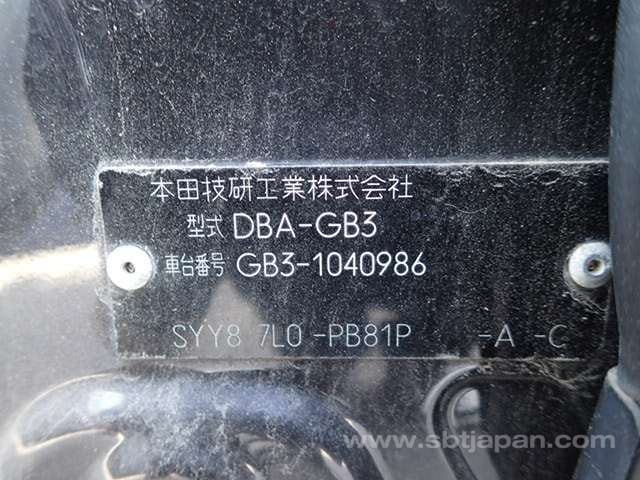 本田技研工業株式会社
型式 DBA-GB3
車台番号 GB3-1040986
SYY8 7L0 -PB81P -A -C
www.sbtjapan.com